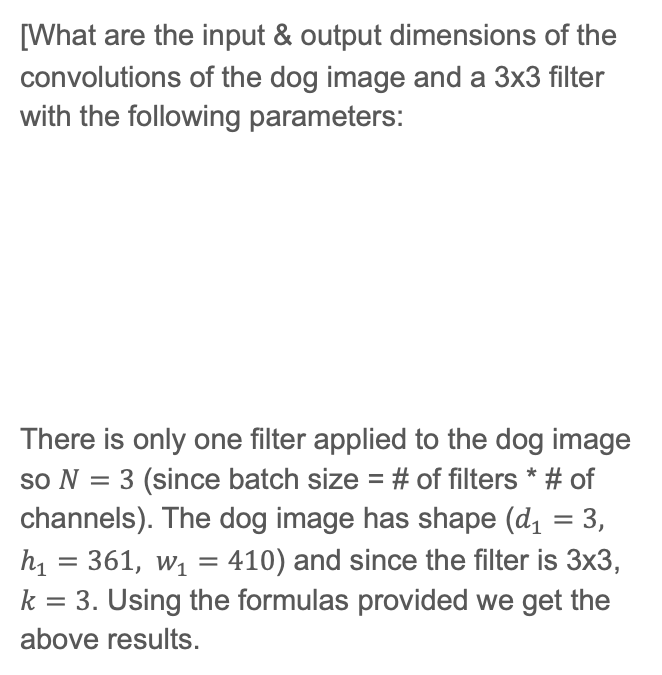 [What are the input & output dimensions of the
convolutions of the dog image and a 3x3 filter
with the following parameters:
There is only one filter applied to the dog image
so N = 3 (since batch size = # of filters * # of
channels). The dog image has shape (d₁ = 3,
h₁ = 361, w₁ = 410) and since the filter is 3x3,
k = 3. Using the formulas provided we get the
above results.